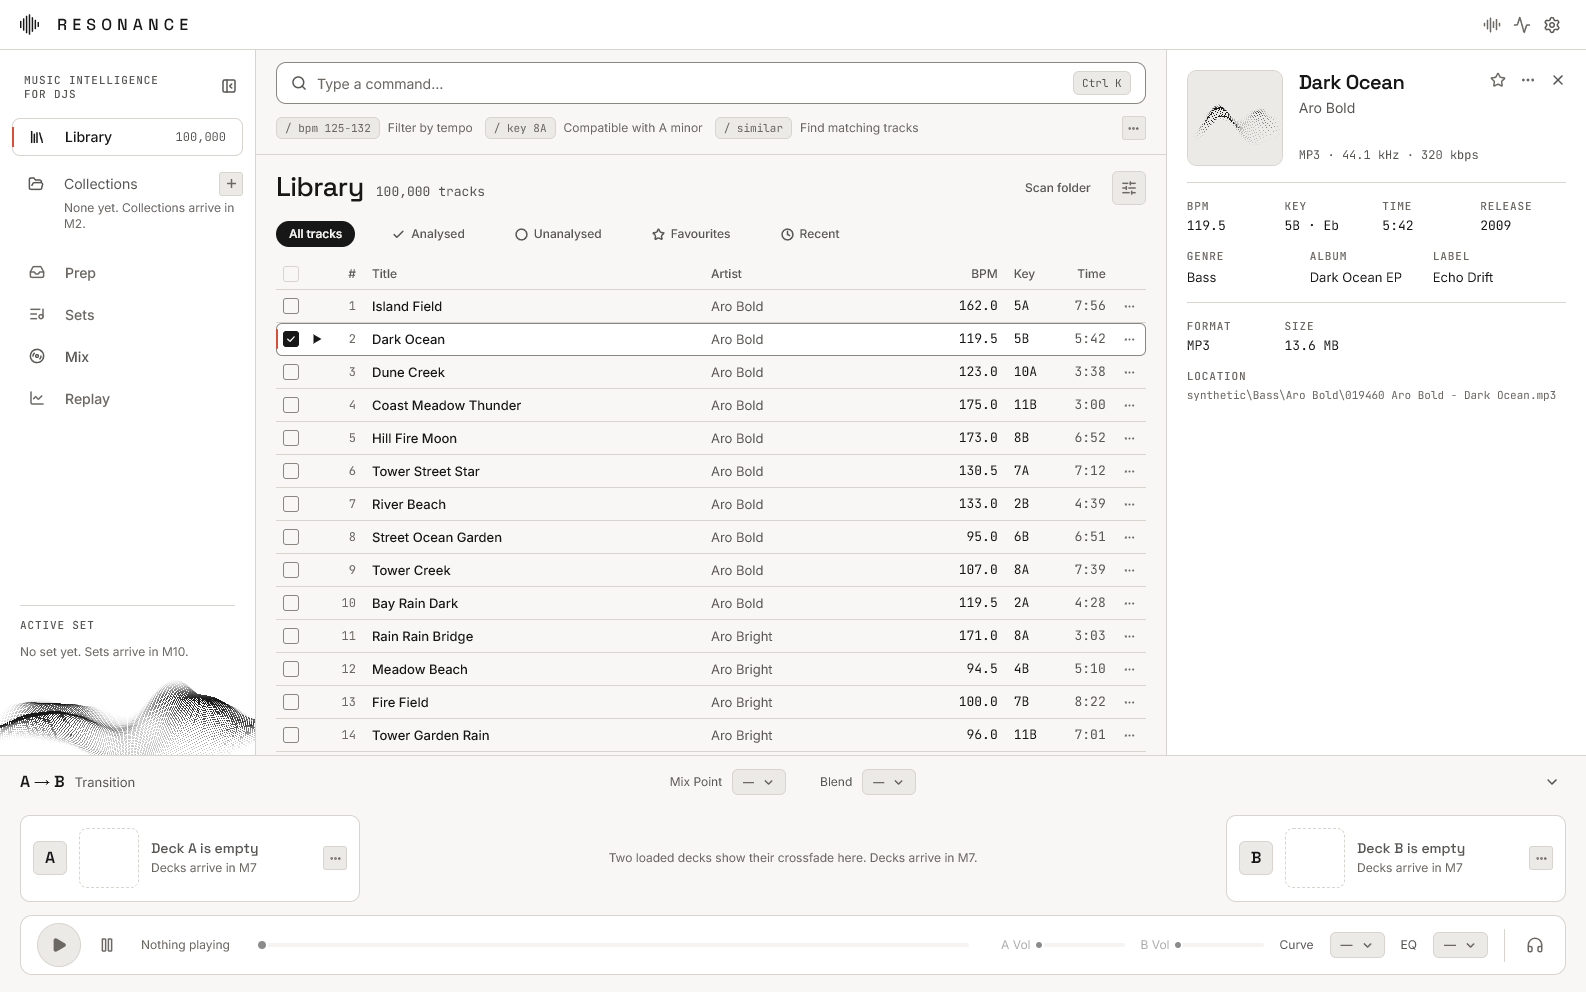 RESONANCE
MUSIC INTELLIGENCE
FOR DJS
Library 100,000
Collections
None yet. Collections arrive in
M2.
Prep
Sets
Mix
Replay
ACTIVE SET
No set yet. Sets arrive in M10.
Type a command... Ctrl K
/ bpm 125-132 Filter by tempo / key 8A Compatible with A minor / similar Find matching tracks
Library 100,000 tracks Scan folder
All tracks Analysed Unanalysed Favourites Recent
# Title Artist BPM Key Time
1 Island Field Aro Bold 162.0 5A 7:56
2 Dark Ocean Aro Bold 119.5 5B 5:42
3 Dune Creek Aro Bold 123.0 10A 3:38
4 Coast Meadow Thunder Aro Bold 175.0 11B 3:00
5 Hill Fire Moon Aro Bold 173.0 8B 6:52
6 Tower Street Star Aro Bold 130.5 7A 7:12
7 River Beach Aro Bold 133.0 2B 4:39
8 Street Ocean Garden Aro Bold 95.0 6B 6:51
9 Tower Creek Aro Bold 107.0 8A 7:39
10 Bay Rain Dark Aro Bold 119.5 2A 4:28
11 Rain Rain Bridge Aro Bright 171.0 8A 3:03
12 Meadow Beach Aro Bright 94.5 4B 5:10
13 Fire Field Aro Bright 100.0 7B 8:22
14 Tower Garden Rain Aro Bright 96.0 11B 7:01
Dark Ocean
Aro Bold
MP3 · 44.1 kHz · 320 kbps
BPM KEY TIME RELEASE
119.5 5B · Eb 5:42 2009
GENRE ALBUM LABEL
Bass Dark Ocean EP Echo Drift
FORMAT SIZE
MP3 13.6 MB
LOCATION
synthetic\Bass\Aro Bold\019460 Aro Bold - Dark Ocean.mp3
A → B Transition Mix Point — Blend —
A Deck A is empty
Decks arrive in M7
Two loaded decks show their crossfade here. Decks arrive in M7.
B Deck B is empty
Decks arrive in M7
Nothing playing A Vol B Vol Curve — EQ —